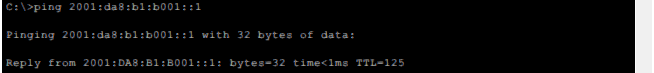 C:\>ping 2001:da8:b1:b001::1
Pinging 2001:da8:b1:b001::1 with 32 bytes of data:
Reply from 2001:DA8:B1:B001::1: bytes=32 time<1ms TTL=125